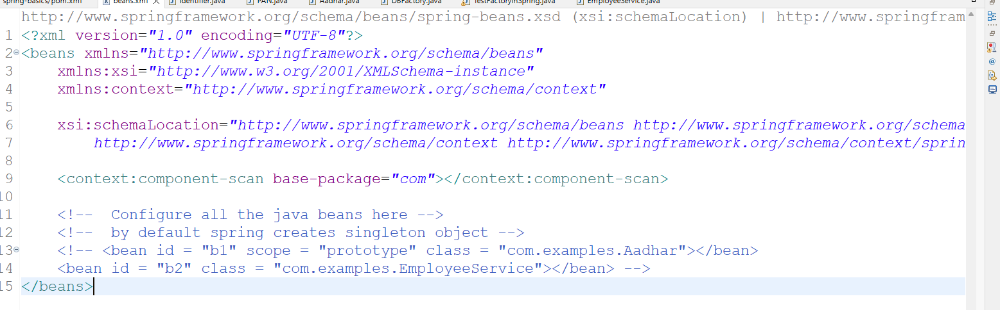 spring-basics/pom.xml beans.xml Identifier.java PAN.java Aadhar.java DBFactory.java TestFactoryInSpring.java EmployeeService.java
http://www.springframework.org/schema/beans/spring-beans.xsd (xsi:schemaLocation) | http://www.springfram
1 <?xml version="1.0" encoding="UTF-8"?>
2 <beans xmlns="http://www.springframework.org/schema/beans"
3 xmlns:xsi="http://www.w3.org/2001/XMLSchema-instance"
4 xmlns:context="http://www.springframework.org/schema/context"
5
6 xsi:schemaLocation="http://www.springframework.org/schema/beans http://www.springframework.org/schema
7 http://www.springframework.org/schema/context http://www.springframework.org/schema/context/sprin
8
9 <context:component-scan base-package="com"></context:component-scan>
10
11 <!--  Configure all the java beans here -->
12 <!--  by default spring creates singleton object -->
13 <!-- <bean id = "b1" scope = "prototype" class = "com.examples.Aadhar"></bean>
14 <bean id = "b2" class = "com.examples.EmployeeService"></bean> -->
15 </beans>